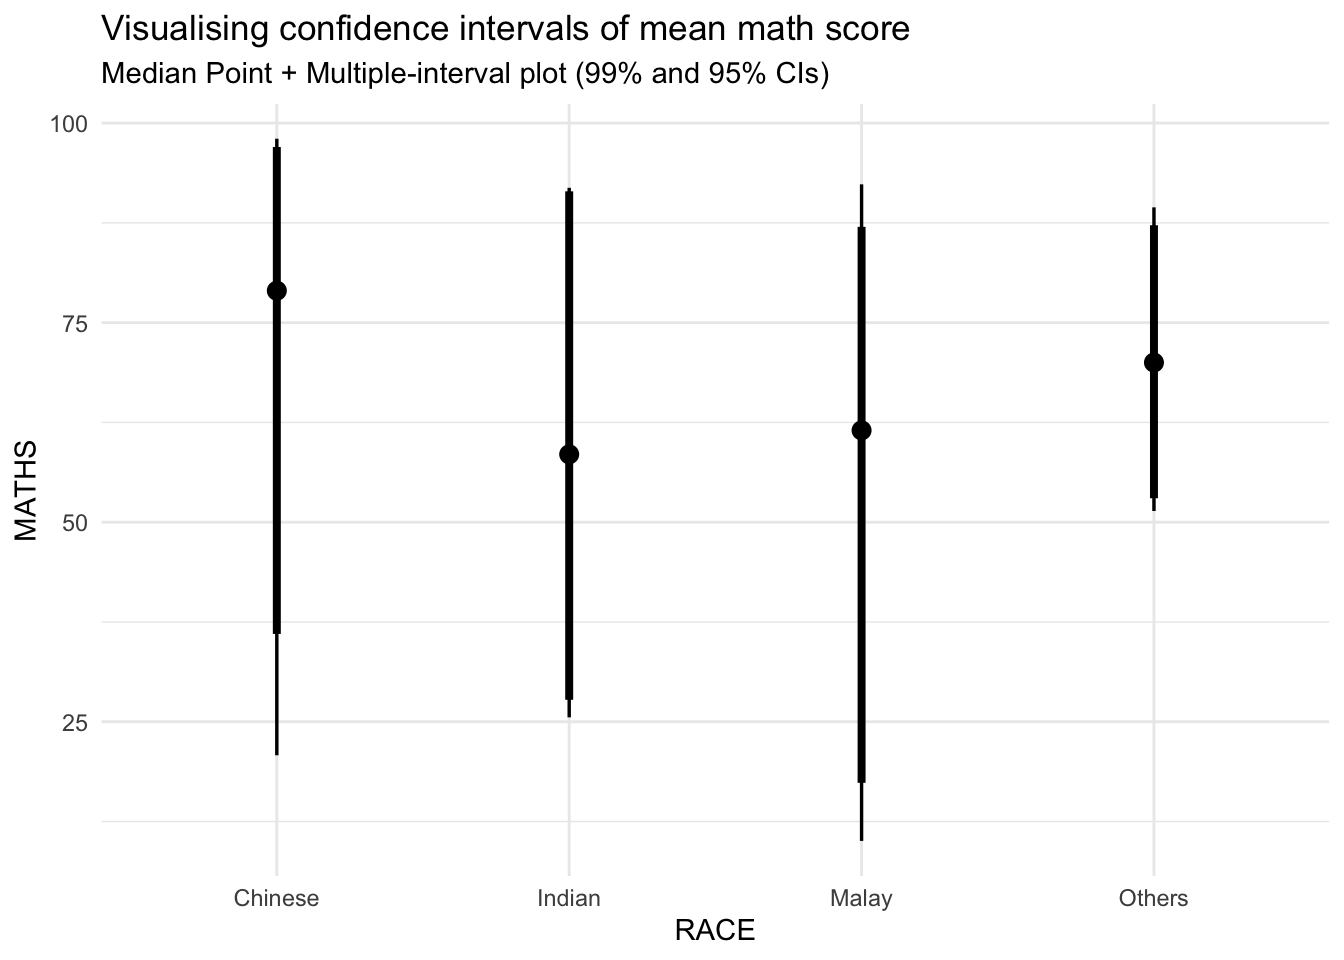 Visualising confidence intervals of mean math score
Median Point + Multiple-interval plot (99% and 95% CIs)
100
75
50
25
MATHS
Chinese
Indian
Malay
Others
RACE